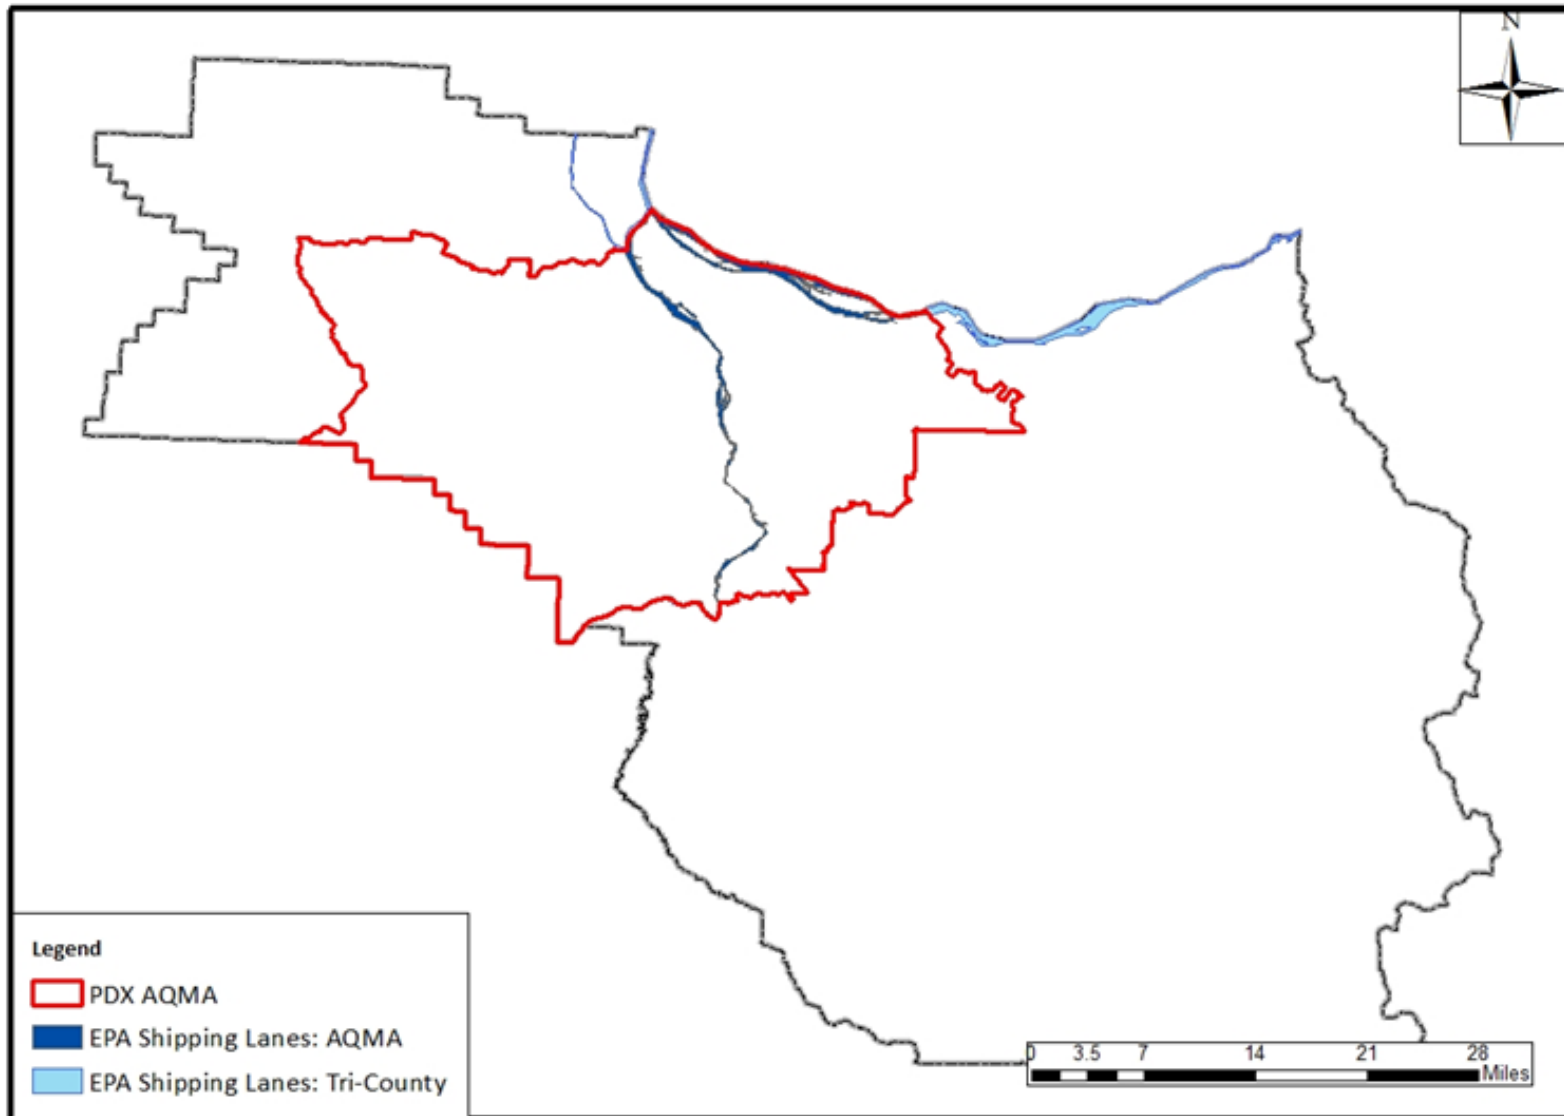 N
Legend
PDX AQMA
EPA Shipping Lanes: AQMA
EPA Shipping Lanes: Tri-County
0 3.5 7 14 21 28
Miles